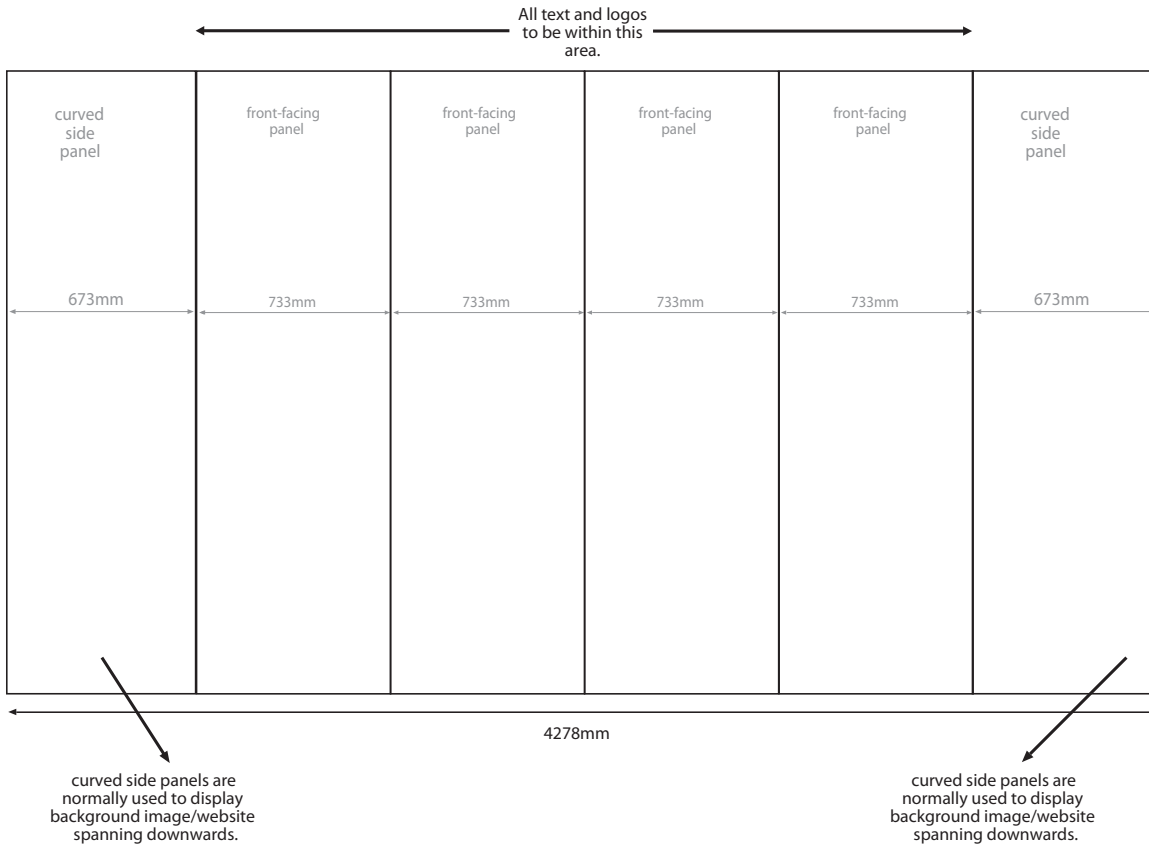 All text and logos
to be within this
area.
curved
side
panel
front-facing
panel
front-facing
panel
front-facing
panel
front-facing
panel
curved
side
panel
673mm
733mm
733mm
733mm
733mm
673mm
4278mm
curved side panels are
normally used to display
background image/website
spanning downwards.
curved side panels are
normally used to display
background image/website
spanning downwards.